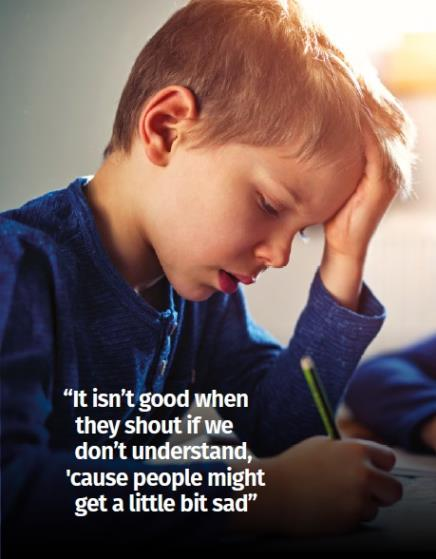 “It isn’t good when
they shout if we
don’t understand,
'cause people might
get a little bit sad”